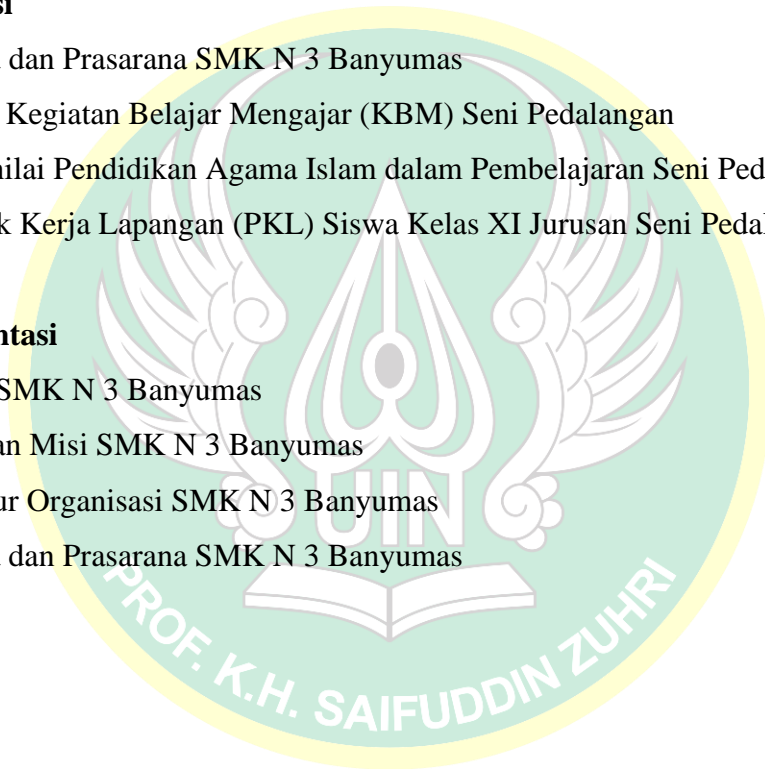 si
dan Prasarana SMK N 3 Banyumas
Kegiatan Belajar Mengajar (KBM) Seni Pedalangan
nilai Pendidikan Agama Islam dalam Pembelajaran Seni Ped
k Kerja Lapangan (PKL) Siswa Kelas XI Jurusan Seni Pedal
ntasi
SMK N 3 Banyumas
an Misi SMK N 3 Banyumas
ur Organisasi SMK N 3 Banyumas
dan Prasarana SMK N 3 Banyumas
UIN
PROF. K.H. SAIFUDDIN ZUHRI